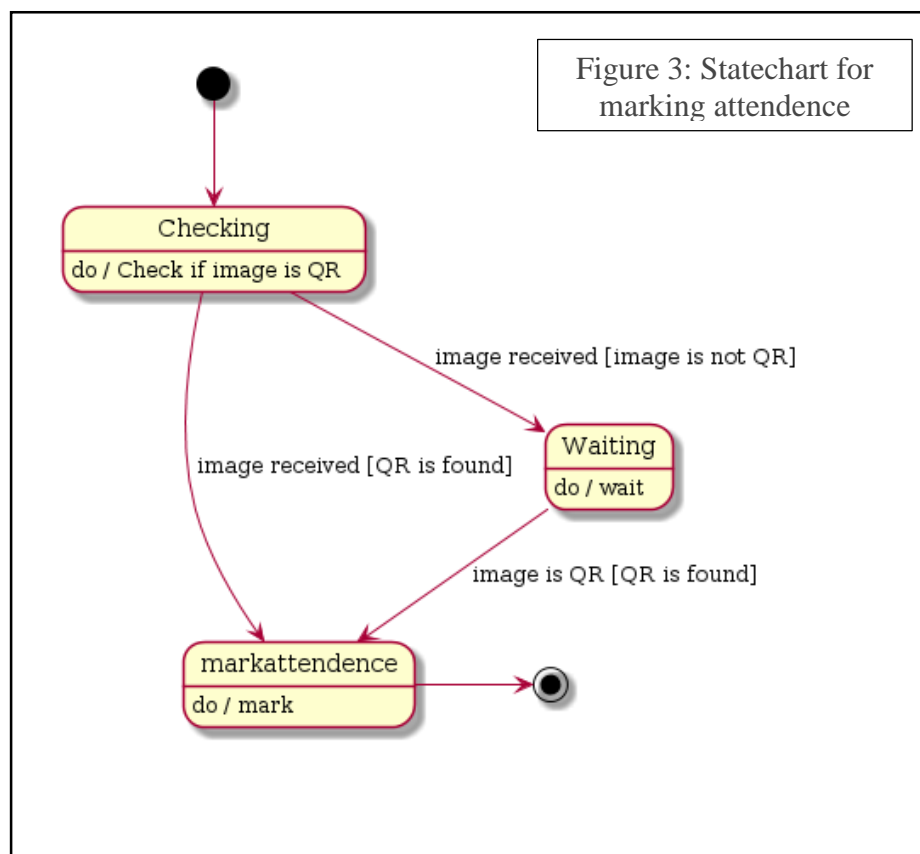 Figure 3: Statechart for
marking attendence
Checking
do / Check if image is QR
image received [image is not QR]
Waiting
do / wait
image received [QR is found]
image is QR [QR is found]
markattendence
do / mark